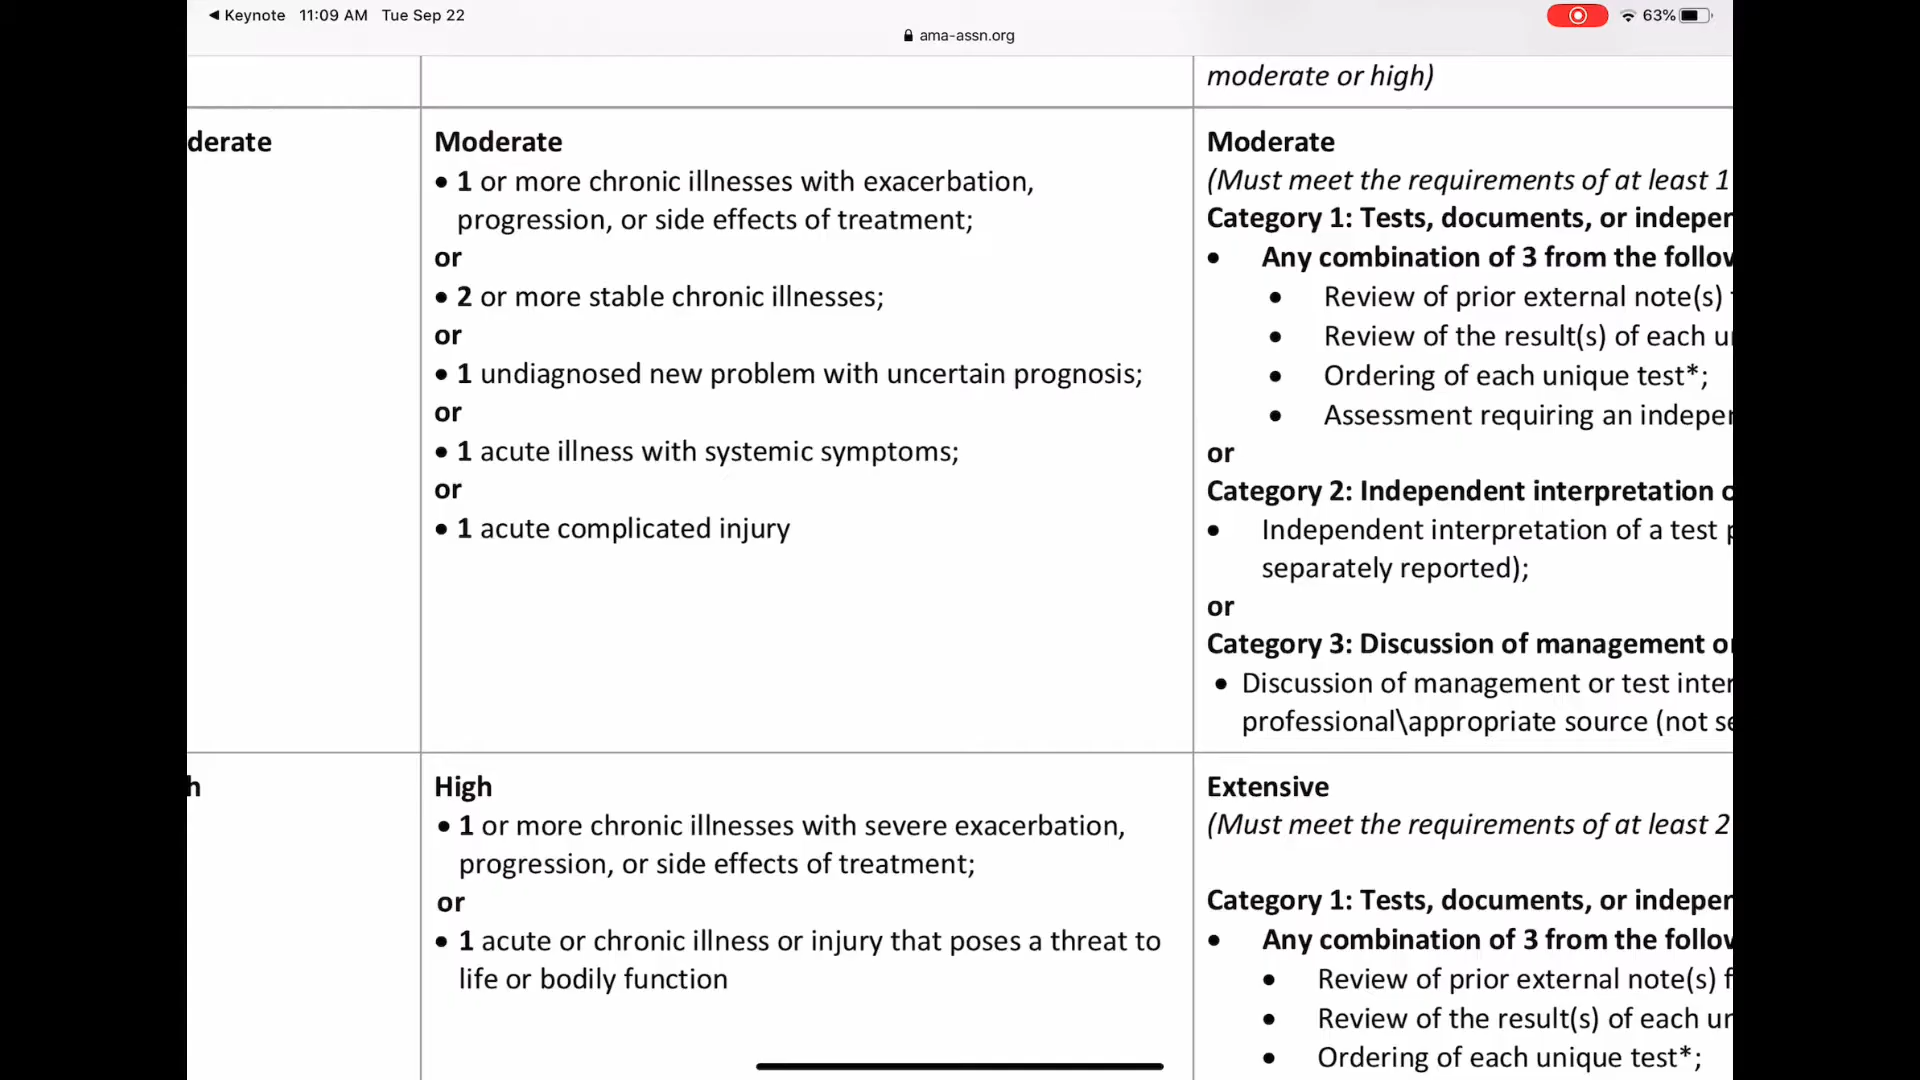 Keynote 11:09 AM Tue Sep 22
63%
ama-assn.org
moderate or high)
derate
Moderate
• 1 or more chronic illnesses with exacerbation,
progression, or side effects of treatment;
or
• 2 or more stable chronic illnesses;
or
• 1 undiagnosed new problem with uncertain prognosis;
or
• 1 acute illness with systemic symptoms;
or
• 1 acute complicated injury
Moderate
(Must meet the requirements of at least 1
Category 1: Tests, documents, or indepen
• Any combination of 3 from the follow
• Review of prior external note(s)
• Review of the result(s) of each u
• Ordering of each unique test*;
• Assessment requiring an indepen
or
Category 2: Independent interpretation o
• Independent interpretation of a test p
separately reported);
or
Category 3: Discussion of management o
• Discussion of management or test inter
professional\appropriate source (not se
h
High
• 1 or more chronic illnesses with severe exacerbation,
progression, or side effects of treatment;
or
• 1 acute or chronic illness or injury that poses a threat to
life or bodily function
Extensive
(Must meet the requirements of at least 2
Category 1: Tests, documents, or indepen
• Any combination of 3 from the follow
• Review of prior external note(s) f
• Review of the result(s) of each un
• Ordering of each unique test*;